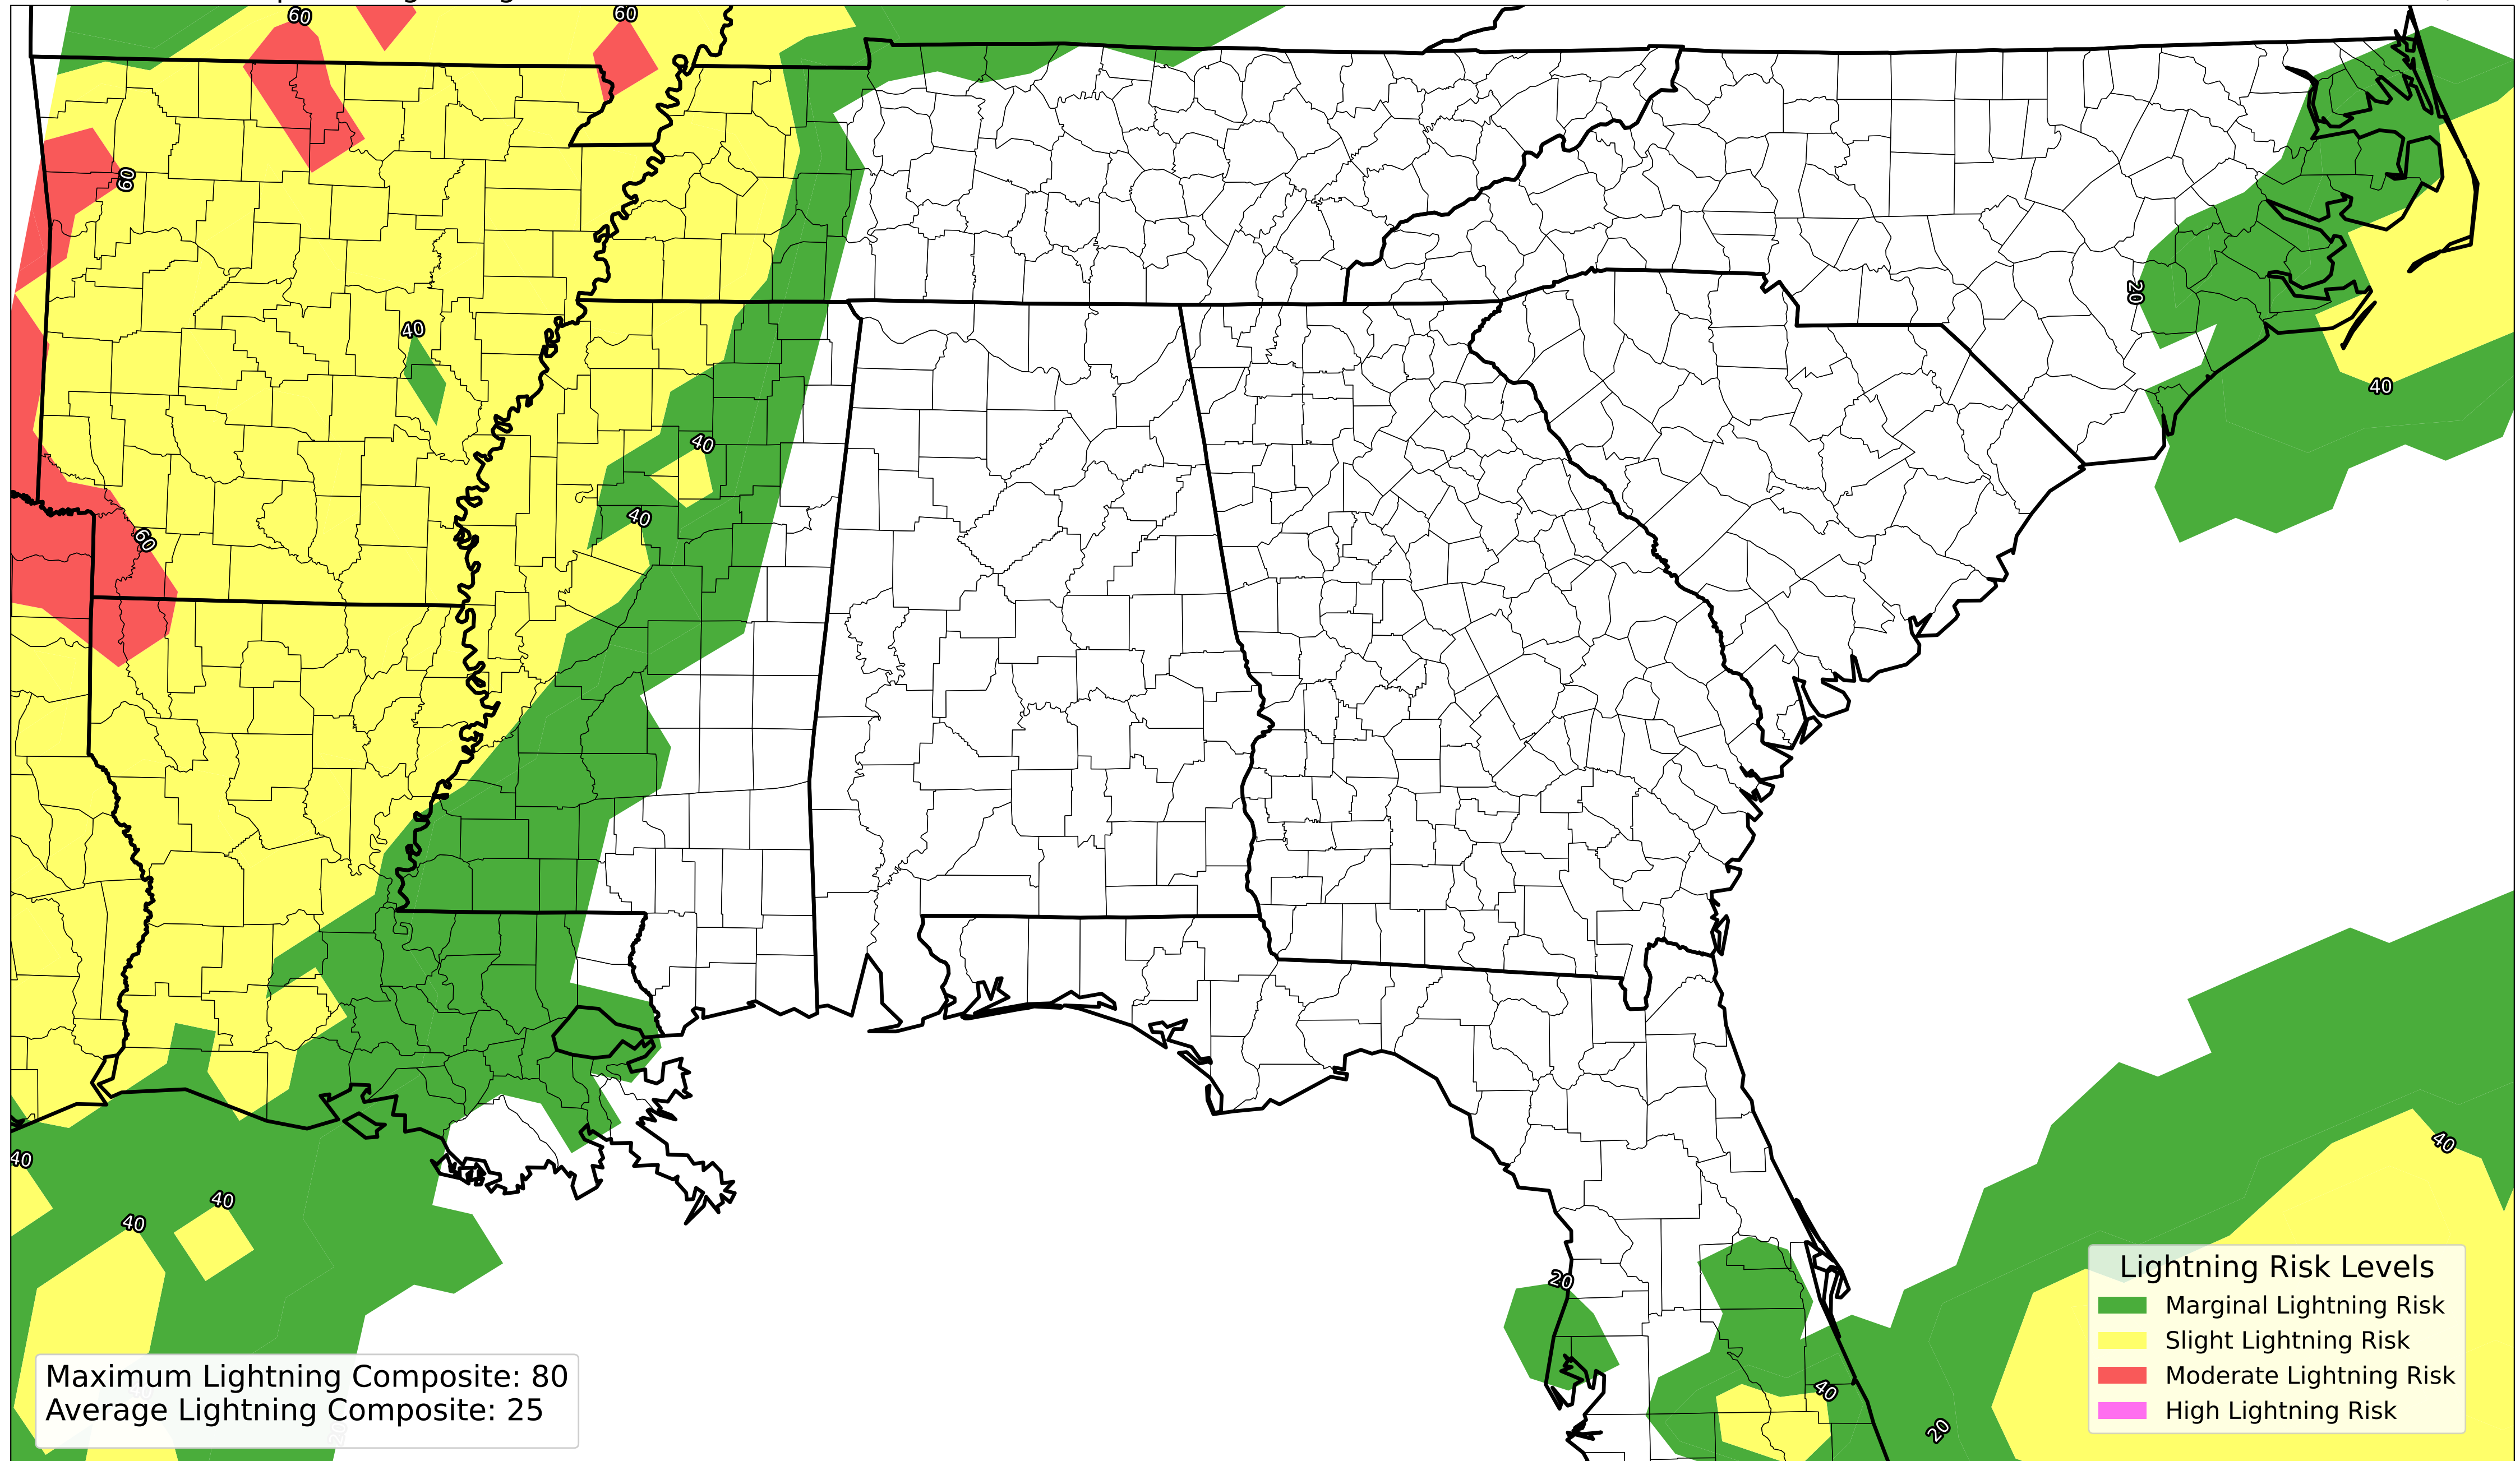 60
60
60
40
20
40
40
40
60
40
40
40
40
20
40
20
Lightning Risk Levels
Marginal Lightning Risk
Slight Lightning Risk
Moderate Lightning Risk
High Lightning Risk
Maximum Lightning Composite: 80
Average Lightning Composite: 25